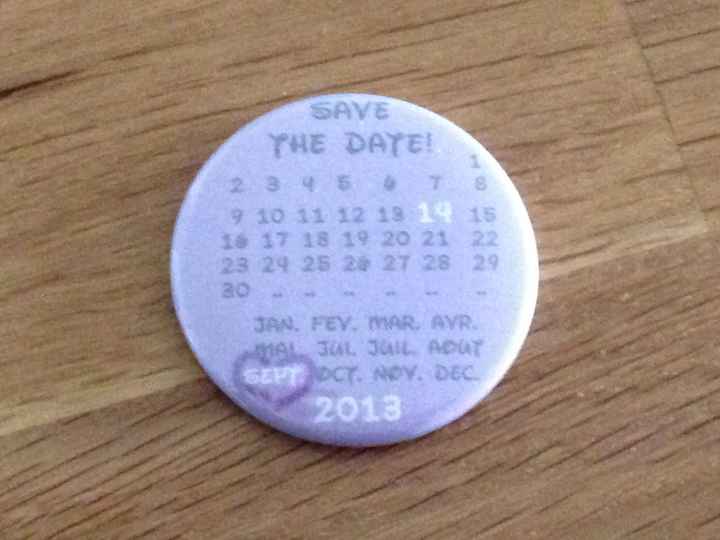 SAVE
THE DATE!
1
2 3 4 5 6 7 8
9 10 11 12 13 14 15
16 17 18 19 20 21 22
23 24 25 26 27 28 29
30 .. .. .. .. .. ..
JAN. FEV. MAR. AVR.
MAI. JUI. JUIL. AOUT
SEPT OCT. NOV. DEC.
2013